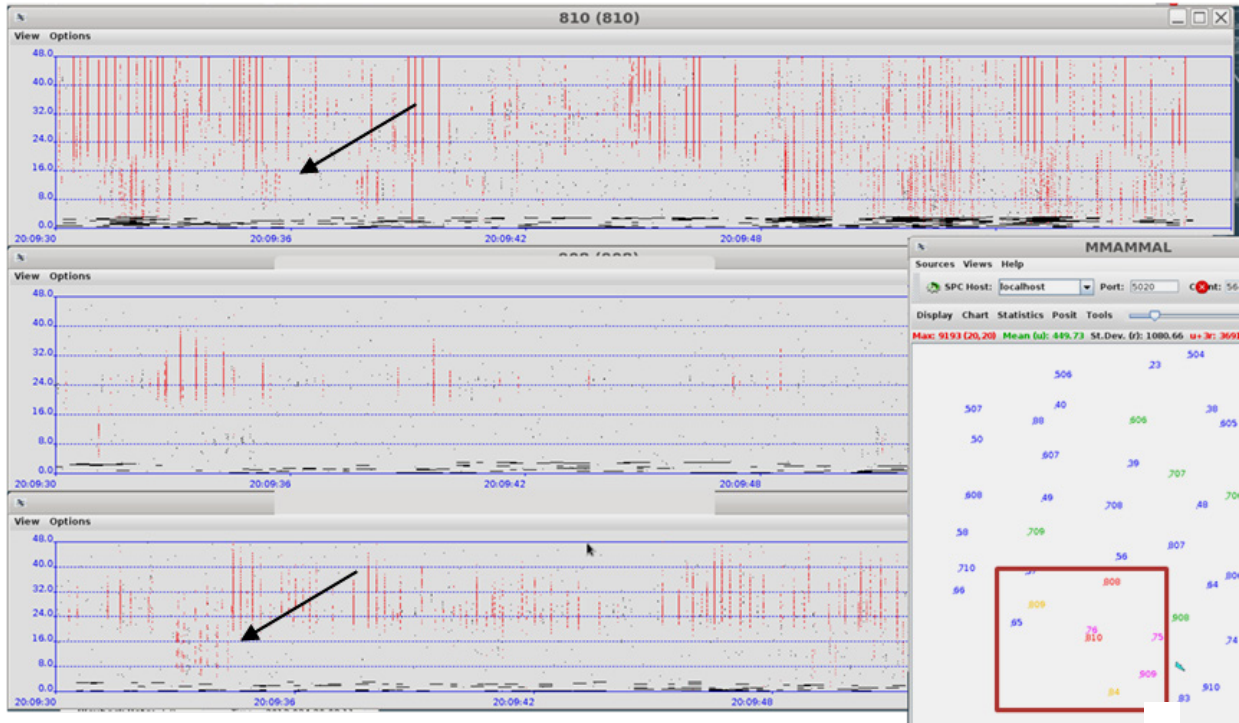 810 (810)
View Options
48.0
40.0
32.0
24.0
16.0
8.0
0.0
20:09:30 20:09:36 20:09:42 20:09:48
View Options
48.0
40.0
32.0
24.0
16.0
8.0
0.0
20:09:30 20:09:36 20:09:42 20:09:48
View Options
48.0
40.0
32.0
24.0
16.0
8.0
0.0
20:09:30 20:09:36 20:09:42 20:09:48
MMAMMAL
Sources Views Help
SPC Host: localhost Port: 5020
Display Chart Statistics Posit Tools
Max: 9193 (20,20) Mean (u): 449.73 St.Dev. (r): 1080.66 u+3r: 3691
504
23
506
507 88 40 606 38
605
50
607 39
707
608 49 708 48
58 709
807
56
710
66 808 64
809
65 76 75 908
810 74
909
84 83 910